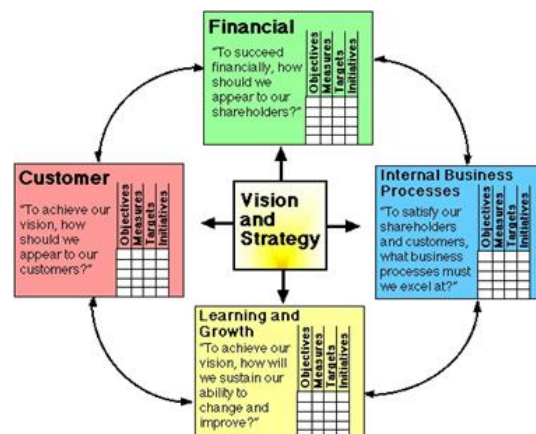 Financial
"To succeed
financially, how
should we
appear to our
shareholders?"
Objectives
Measures
Targets
Initiatives
Customer
"To achieve our
vision, how
should we
appear to our
customers?"
Objectives
Measures
Targets
Initiatives
Vision
and
Strategy
Internal Business
Processes
"To satisfy our
shareholders
and customers,
what business
processes must
we excel at?"
Objectives
Measures
Targets
Initiatives
Learning and
Growth
"To achieve our
vision, how will
we sustain our
ability to
change and
improve?"
Objectives
Measures
Targets
Initiatives